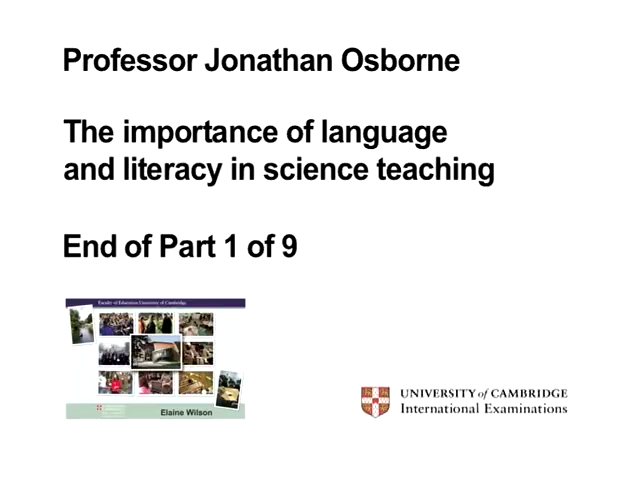 Professor Jonathan Osborne
The importance of language
and literacy in science teaching
End of Part 1 of 9
Faculty of Education University of Cambridge
Elaine Wilson
UNIVERSITY of CAMBRIDGE
International Examinations